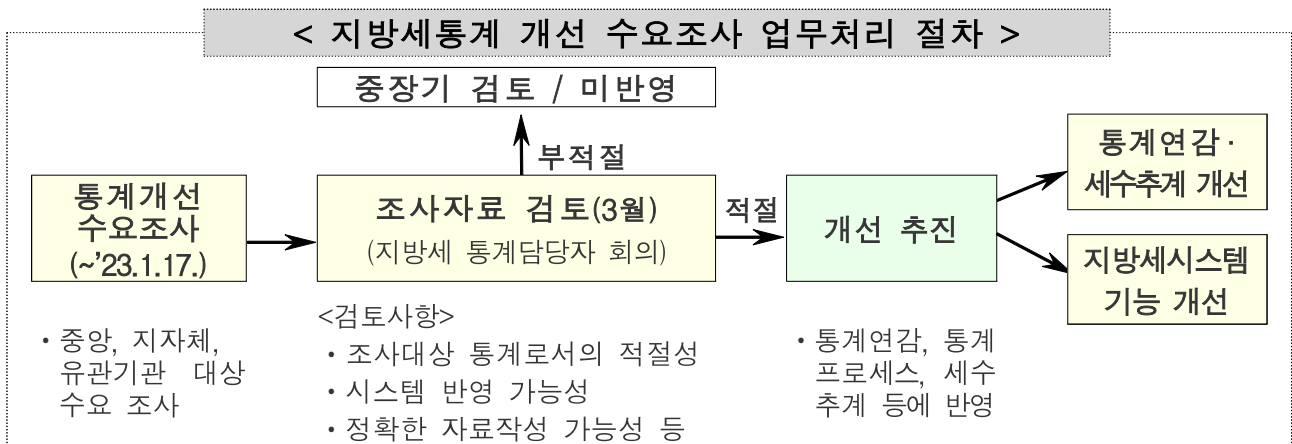 < 지방세통계 개선 수요조사 업무처리 절차 >
중장기 검토 / 미반영
부적절
통계개선
수요조사
(~'23.1.17.)
조사자료 검토(3월)
(지방세 통계담당자 회의)
적절
개선 추진
통계연감·
세수추계 개선
지방세시스템
기능 개선
· 중앙, 지자체,
유관기관 대상
수요 조사
<검토사항>
· 조사대상 통계로서의 적절성
· 시스템 반영 가능성
· 정확한 자료작성 가능성 등
· 통계연감, 통계
프로세스, 세수
추계 등에 반영